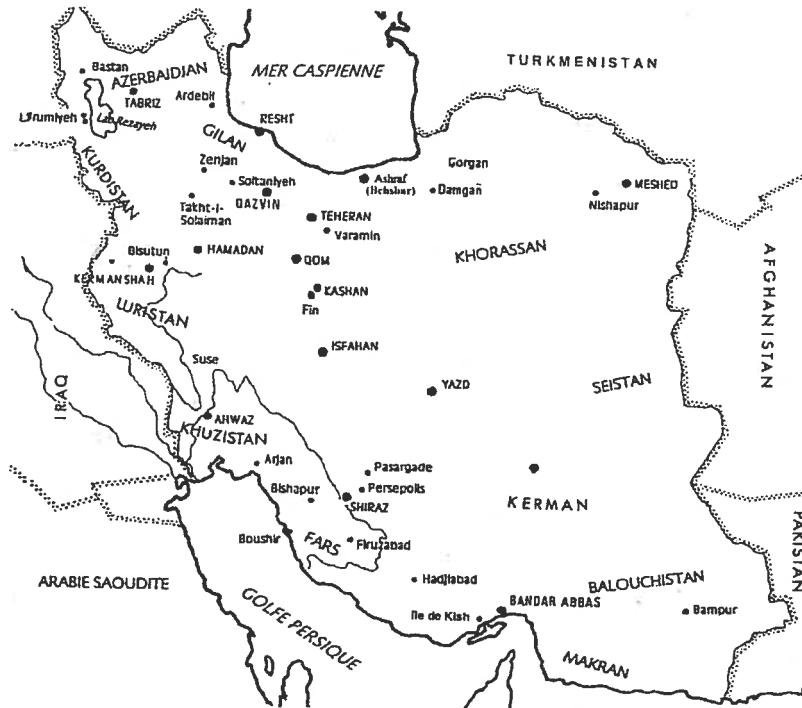 TURKMENISTAN
MER CASPIENNE
Bastan
AZERBAIDJAN
TABRIZ
Ardebil
Lac Rezayeh
RESHT
GILAN
KURDISTAN
Zenjan
Soltaniyeh
Takht-i-
Solaiman
QAZVIN
Ashraf
Gorgan
Damgañ
MESHED
Nishapur
TEHERAN
Varamin
HAMADAN
Bisutun
KERMANSHAH
QOM
KHORASSAN
AFGHANISTAN
KASHAN
Fin
LURISTAN
ISFAHAN
Suse
YAZD
SEISTAN
IRAQ
AHWAZ
KHUZISTAN
Arjan
Pasargade
Persepolis
Bishapur
SHIRAZ
KERMAN
Boushir
FARS
Firuzabad
PAKISTAN
ARABIE SAOUDITE
GOLFE PERSIQUE
Hadjiabad
BALOUCHISTAN
BANDAR ABBAS
Ile de Kish
Bampur
MAKRAN